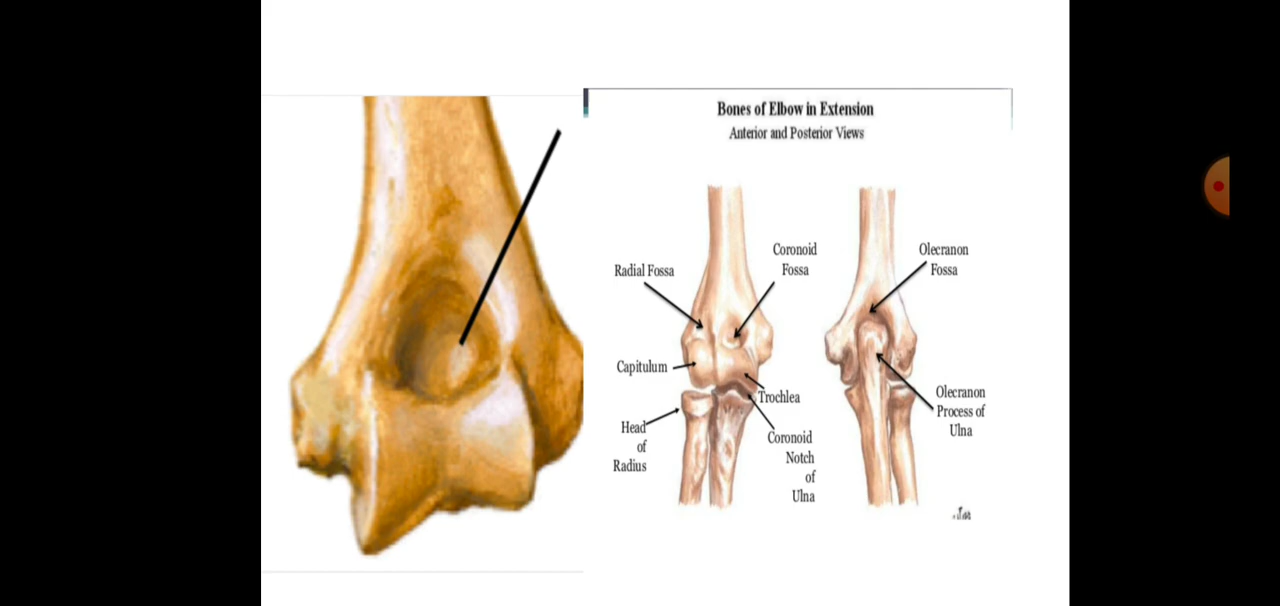 Bones of Elbow in Extension
Anterior and Posterior Views
Radial Fossa
Coronoid
Fossa
Olecranon
Fossa
Capitulum
Trochlea
Head
of
Radius
Coronoid
Notch
of
Ulna
Olecranon
Process of
Ulna